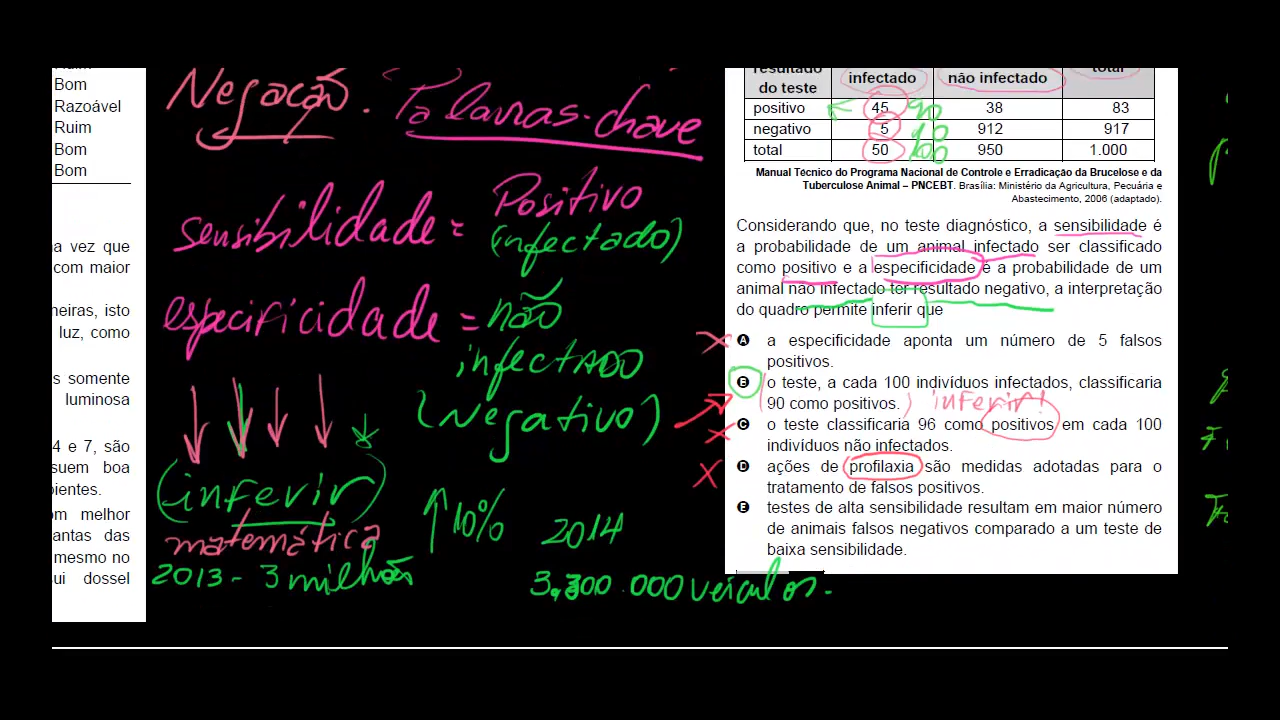 Bom
Razoável
Ruim
Bom
Bom
a vez que
com maior
neiras, isto
luz, como
s somente
luminosa
4 e 7, são
suem boa
pientes.
m melhor
antas das
mesmo no
sui dossel
Negação. Palavras-chave
sensibilidade = Positivo
(infectado)
especificidade = não
infectado
(Negativo)
(inferir)
matemática
2013 - 3 milhões
10% 2014
3.300.000 veículos.
resultado
do teste infectado não infectado total
positivo 45 90 38 83
negativo 5 10 912 917
total 50 100 950 1.000
Manual Técnico do Programa Nacional de Controle e Erradicação da Brucelose e da
Tuberculose Animal – PNCEBT. Brasília: Ministério da Agricultura, Pecuária e
Abastecimento, 2006 (adaptado).
Considerando que, no teste diagnóstico, a sensibilidade é
a probabilidade de um animal infectado ser classificado
como positivo e a especificidade é a probabilidade de um
animal não infectado ter resultado negativo, a interpretação
do quadro permite inferir que
A a especificidade aponta um número de 5 falsos
positivos.
B o teste, a cada 100 indivíduos infectados, classificaria
90 como positivos. inferir!
C o teste classificaria 96 como positivos em cada 100
indivíduos não infectados.
D ações de profilaxia são medidas adotadas para o
tratamento de falsos positivos.
E testes de alta sensibilidade resultam em maior número
de animais falsos negativos comparado a um teste de
baixa sensibilidade.